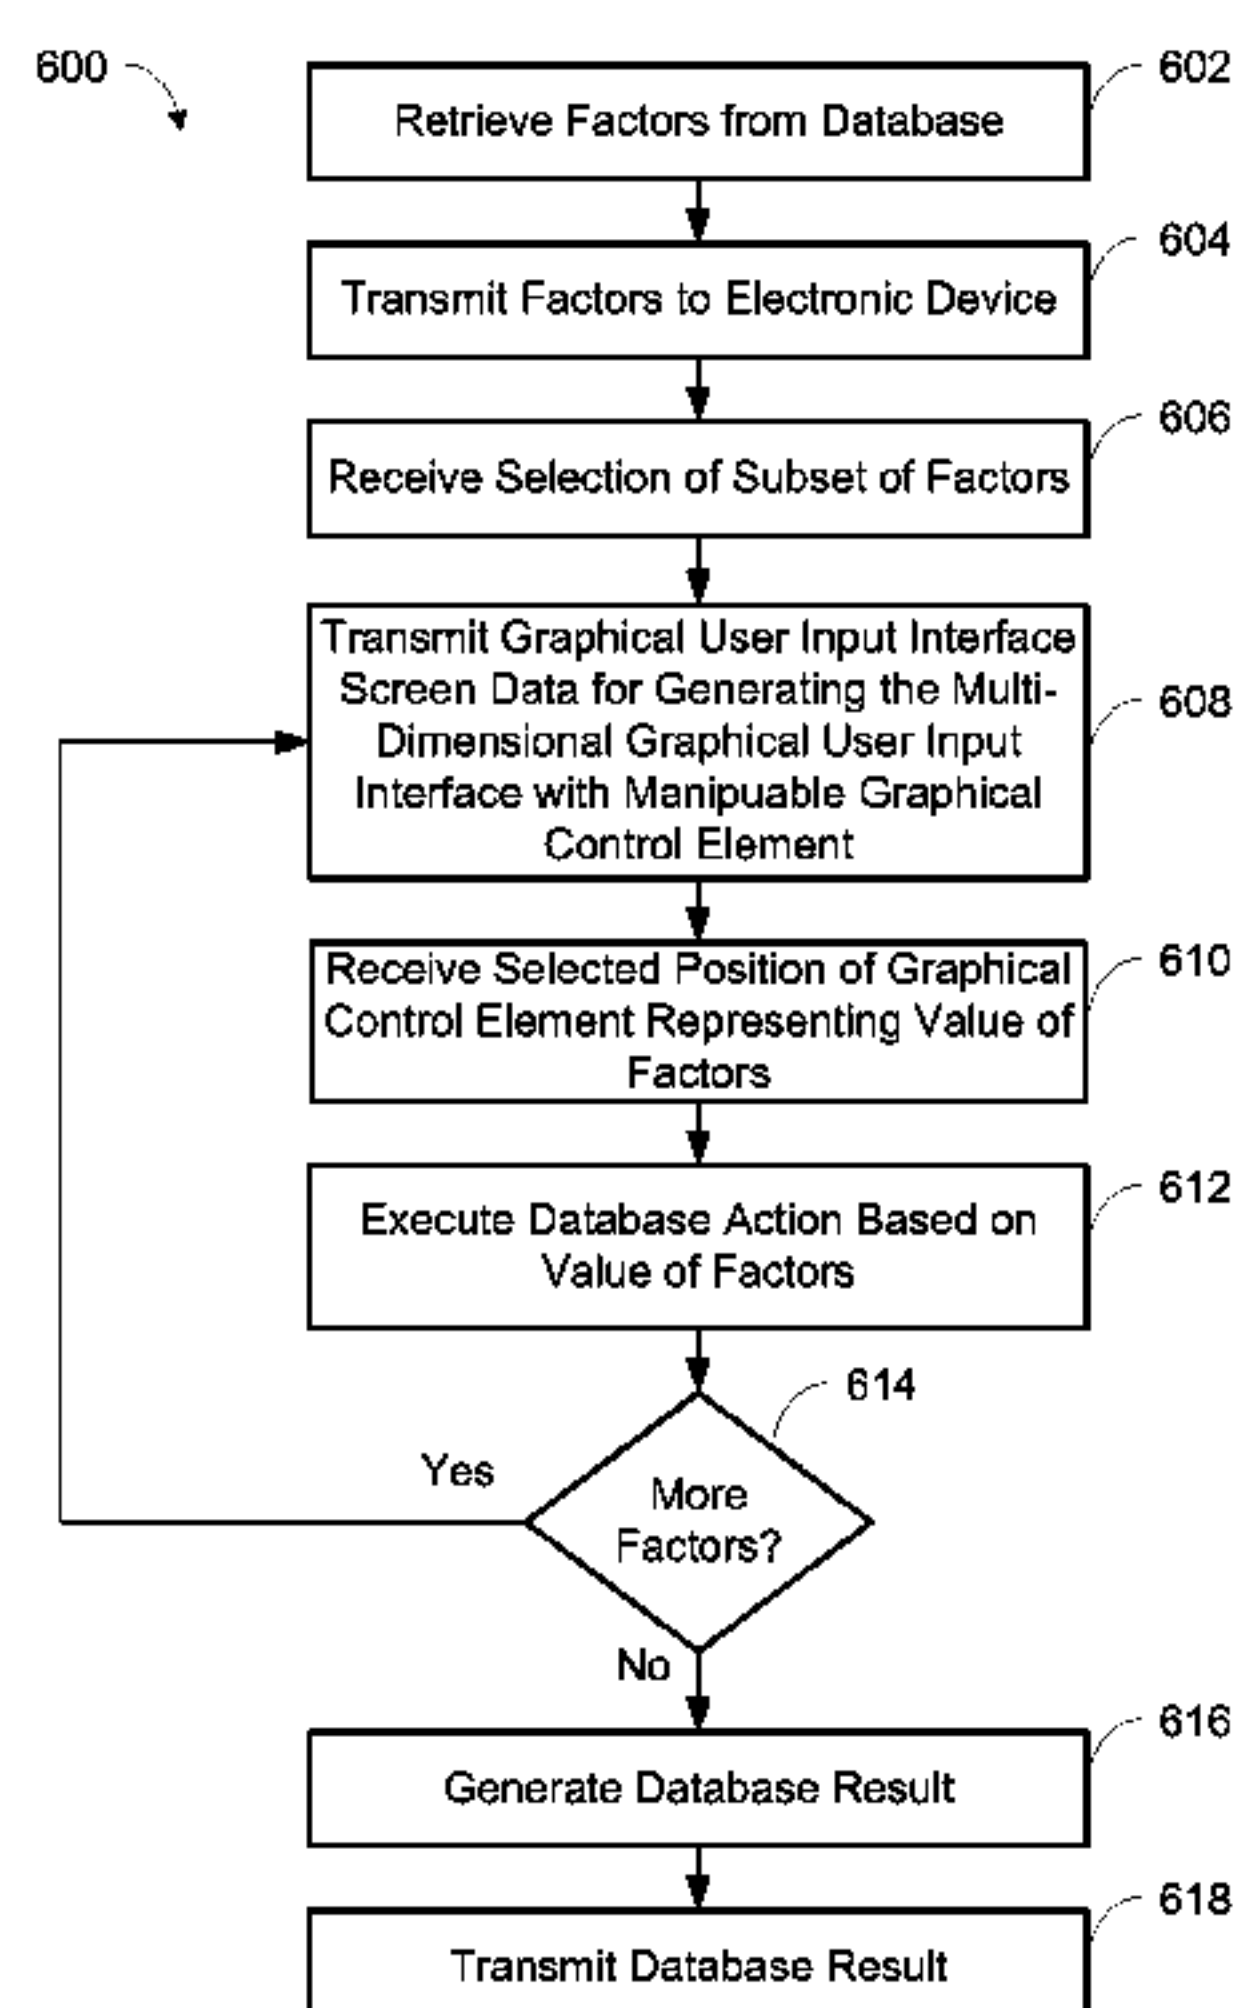 600
602
Retrieve Factors from Database
604
Transmit Factors to Electronic Device
606
Receive Selection of Subset of Factors
Transmit Graphical User Input Interface
Screen Data for Generating the Multi-
608
Dimensional Graphical User Input
Interface with Manipuable Graphical
Control Element
610
Receive Selected Position of Graphical
Control Element Representing Value of
Factors
612
Execute Database Action Based on
Value of Factors
614
Yes
More
Factors?
No
616
Generate Database Result
618
Transmit Database Result